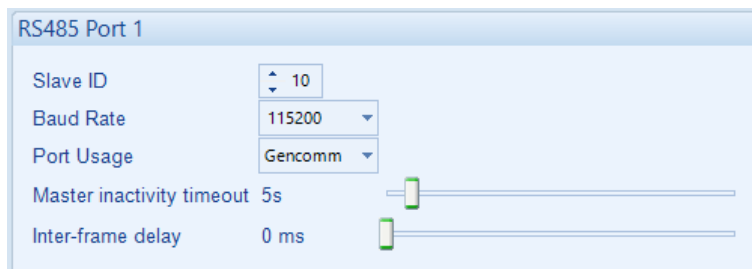 RS485 Port 1
Slave ID 10
Baud Rate 115200
Port Usage Gencomm
Master inactivity timeout 5s
Inter-frame delay 0 ms